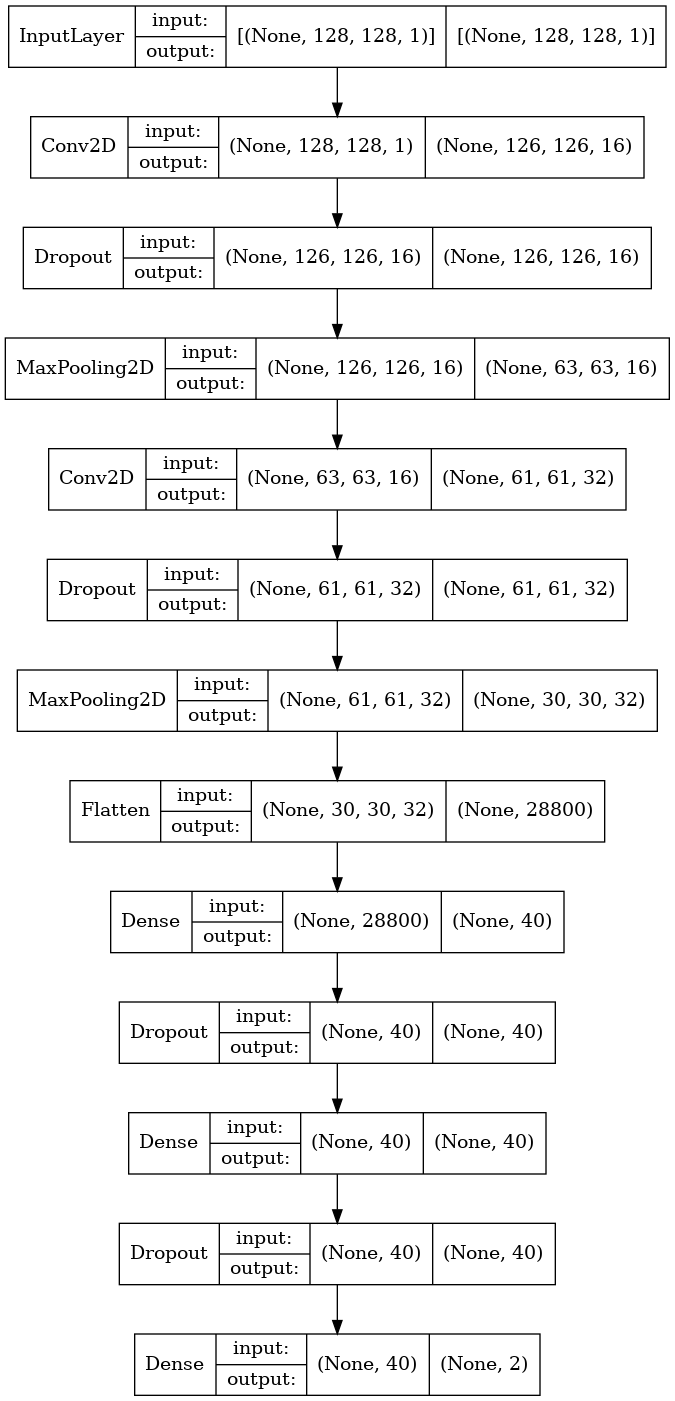 InputLayer input: output: [(None, 128, 128, 1)] [(None, 128, 128, 1)]
Conv2D input: output: (None, 128, 128, 1) (None, 126, 126, 16)
Dropout input: output: (None, 126, 126, 16) (None, 126, 126, 16)
MaxPooling2D input: output: (None, 126, 126, 16) (None, 63, 63, 16)
Conv2D input: output: (None, 63, 63, 16) (None, 61, 61, 32)
Dropout input: output: (None, 61, 61, 32) (None, 61, 61, 32)
MaxPooling2D input: output: (None, 61, 61, 32) (None, 30, 30, 32)
Flatten input: output: (None, 30, 30, 32) (None, 28800)
Dense input: output: (None, 28800) (None, 40)
Dropout input: output: (None, 40) (None, 40)
Dense input: output: (None, 40) (None, 40)
Dropout input: output: (None, 40) (None, 40)
Dense input: output: (None, 40) (None, 2)